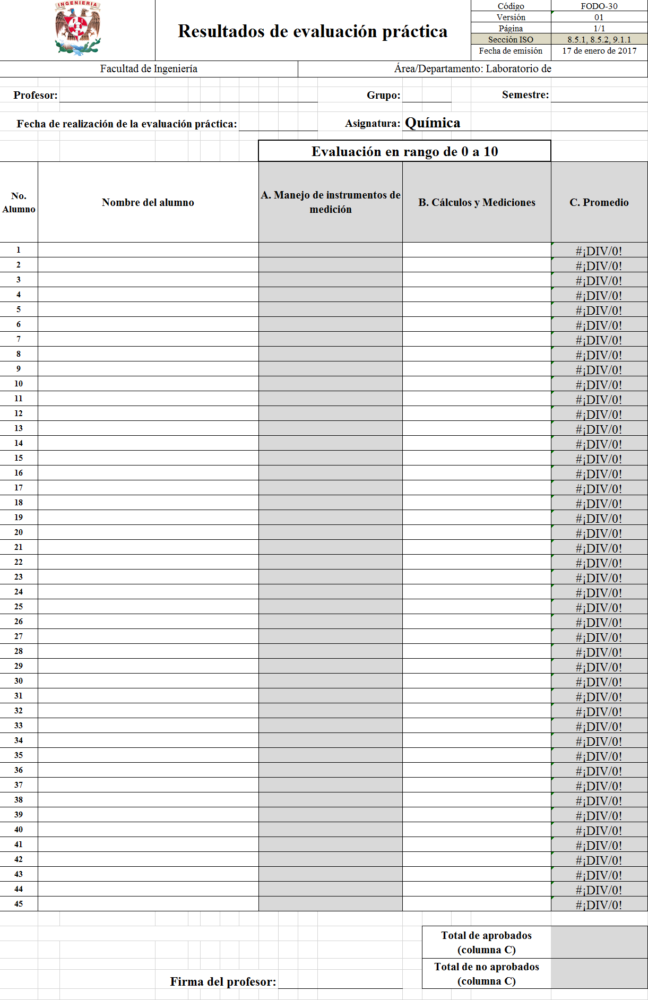 INGENIERIA
Resultados de evaluación práctica
Código FODO-30
Versión 01
Página 1/1
Sección ISO 8.5.1, 8.5.2, 9.1.1
Fecha de emisión 17 de enero de 2017
Facultad de Ingeniería Área/Departamento: Laboratorio de
Profesor: Grupo: Semestre:
Fecha de realización de la evaluación práctica: Asignatura: Química
Evaluación en rango de 0 a 10
No. Alumno Nombre del alumno A. Manejo de instrumentos de medición B. Cálculos y Mediciones C. Promedio
1 #¡DIV/0!
2 #¡DIV/0!
3 #¡DIV/0!
4 #¡DIV/0!
5 #¡DIV/0!
6 #¡DIV/0!
7 #¡DIV/0!
8 #¡DIV/0!
9 #¡DIV/0!
10 #¡DIV/0!
11 #¡DIV/0!
12 #¡DIV/0!
13 #¡DIV/0!
14 #¡DIV/0!
15 #¡DIV/0!
16 #¡DIV/0!
17 #¡DIV/0!
18 #¡DIV/0!
19 #¡DIV/0!
20 #¡DIV/0!
21 #¡DIV/0!
22 #¡DIV/0!
23 #¡DIV/0!
24 #¡DIV/0!
25 #¡DIV/0!
26 #¡DIV/0!
27 #¡DIV/0!
28 #¡DIV/0!
29 #¡DIV/0!
30 #¡DIV/0!
31 #¡DIV/0!
32 #¡DIV/0!
33 #¡DIV/0!
34 #¡DIV/0!
35 #¡DIV/0!
36 #¡DIV/0!
37 #¡DIV/0!
38 #¡DIV/0!
39 #¡DIV/0!
40 #¡DIV/0!
41 #¡DIV/0!
42 #¡DIV/0!
43 #¡DIV/0!
44 #¡DIV/0!
45 #¡DIV/0!
Total de aprobados
(columna C)
Total de no aprobados
(columna C)
Firma del profesor: